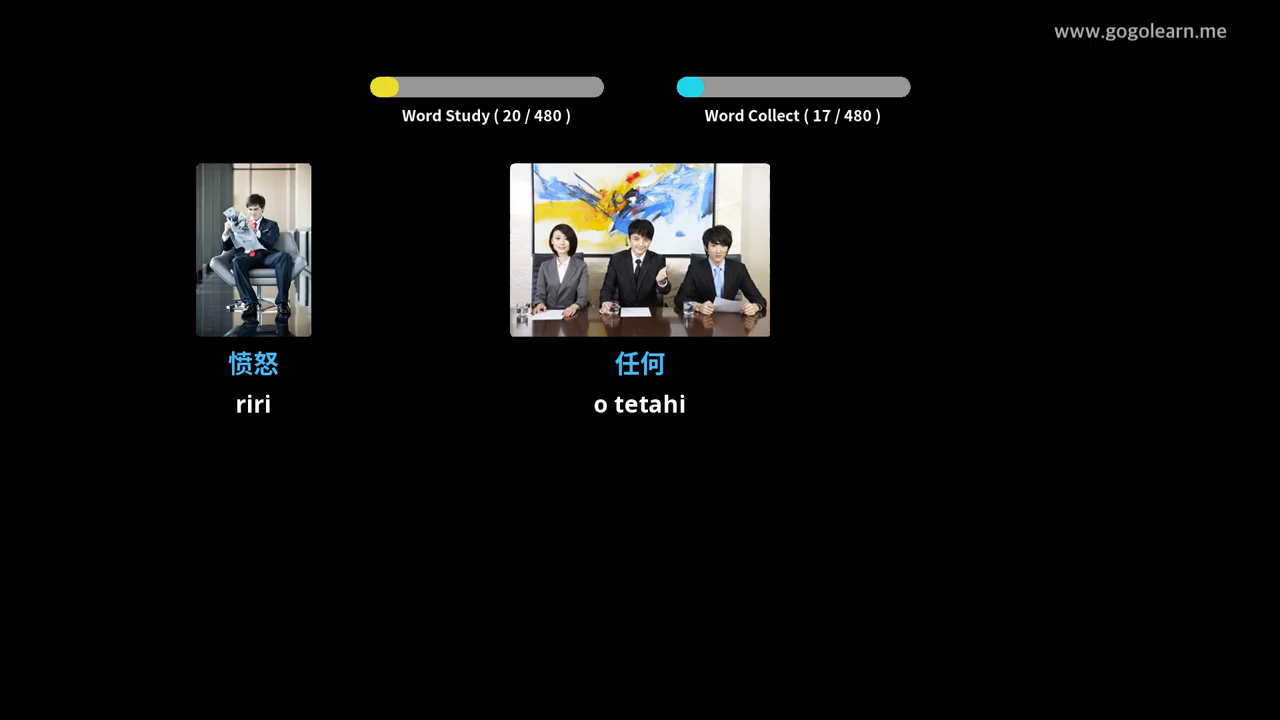 www.gogolearn.me
Word Study ( 20 / 480 )
Word Collect ( 17 / 480 )
愤怒
riri
任何
o tetahi